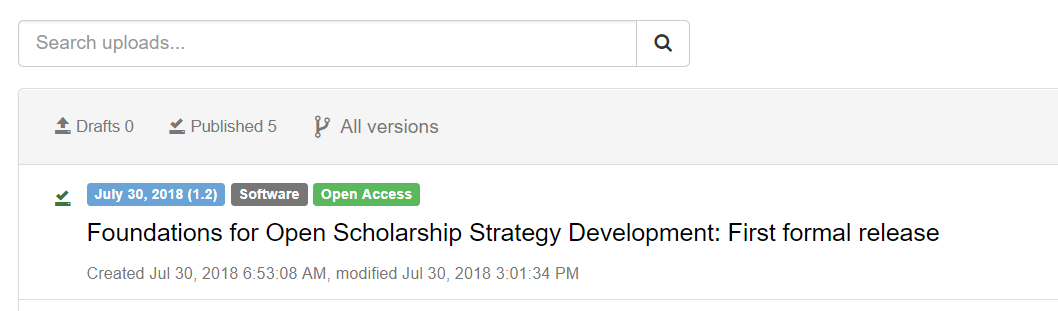 Search uploads...
Drafts 0 Published 5 All versions
July 30, 2018 (1.2) Software Open Access
Foundations for Open Scholarship Strategy Development: First formal release
Created Jul 30, 2018 6:53:08 AM, modified Jul 30, 2018 3:01:34 PM